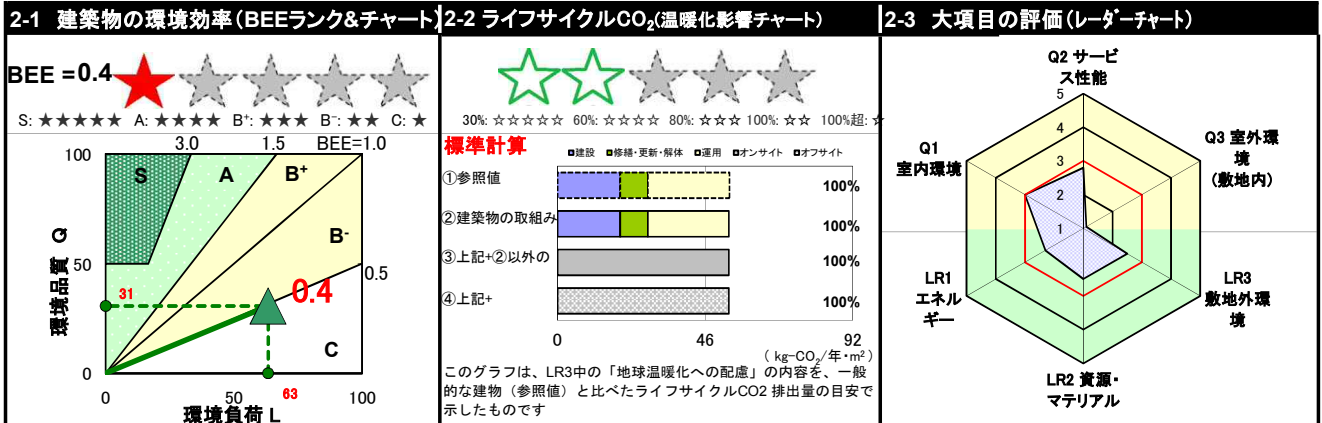 2-1 建築物の環境効率(BEEランク&チャート)
BEE = 0.4
S: ★★★★★ A: ★★★★ B⁺: ★★★ B⁻: ★★ C: ★
3.0 1.5 BEE=1.0
100
S
A
B⁺
B⁻
50
0.5
31
0.4
C
0
63
0 50 100
環境品質 Q
環境負荷 L
2-2 ライフサイクルCO₂(温暖化影響チャート)
30%: ☆☆☆☆☆ 60%: ☆☆☆☆ 80%: ☆☆☆ 100%: ☆☆ 100%超: ☆
標準計算
■建設 ■修繕・更新・解体 □運用 ■オンサイト □オフサイト
①参照値 100%
②建築物の取組み 100%
③上記+②以外の 100%
④上記+ 100%
0 46 92
( kg-CO₂/年・m²)
このグラフは、LR3中の「地球温暖化への配慮」の内容を、一般
的な建物(参照値)と比べたライフサイクルCO2 排出量の目安で
示したものです
2-3 大項目の評価(レーダーチャート)
Q2 サービ
ス性能
5
4
3
2
1
Q1
室内環境
Q3 室外環
境
(敷地内)
LR1
エネル
ギー
LR3
敷地外環
境
LR2 資源・
マテリアル